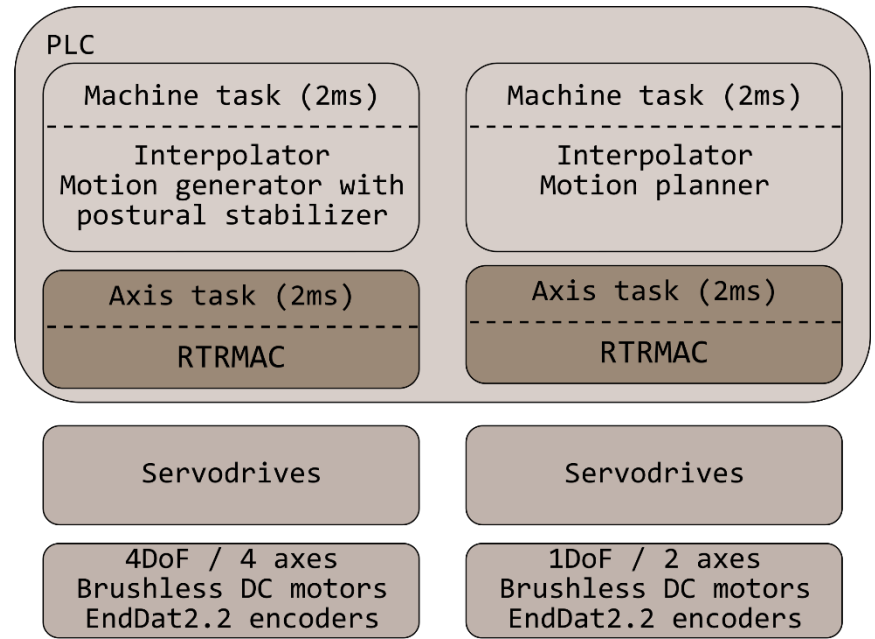 PLC
Machine task (2ms)
Interpolator
Motion generator with
postural stabilizer
Axis task (2ms)
RTRMAC
Servodrives
4DoF / 4 axes
Brushless DC motors
EndDat2.2 encoders
Machine task (2ms)
Interpolator
Motion planner
Axis task (2ms)
RTRMAC
Servodrives
1DoF / 2 axes
Brushless DC motors
EndDat2.2 encoders